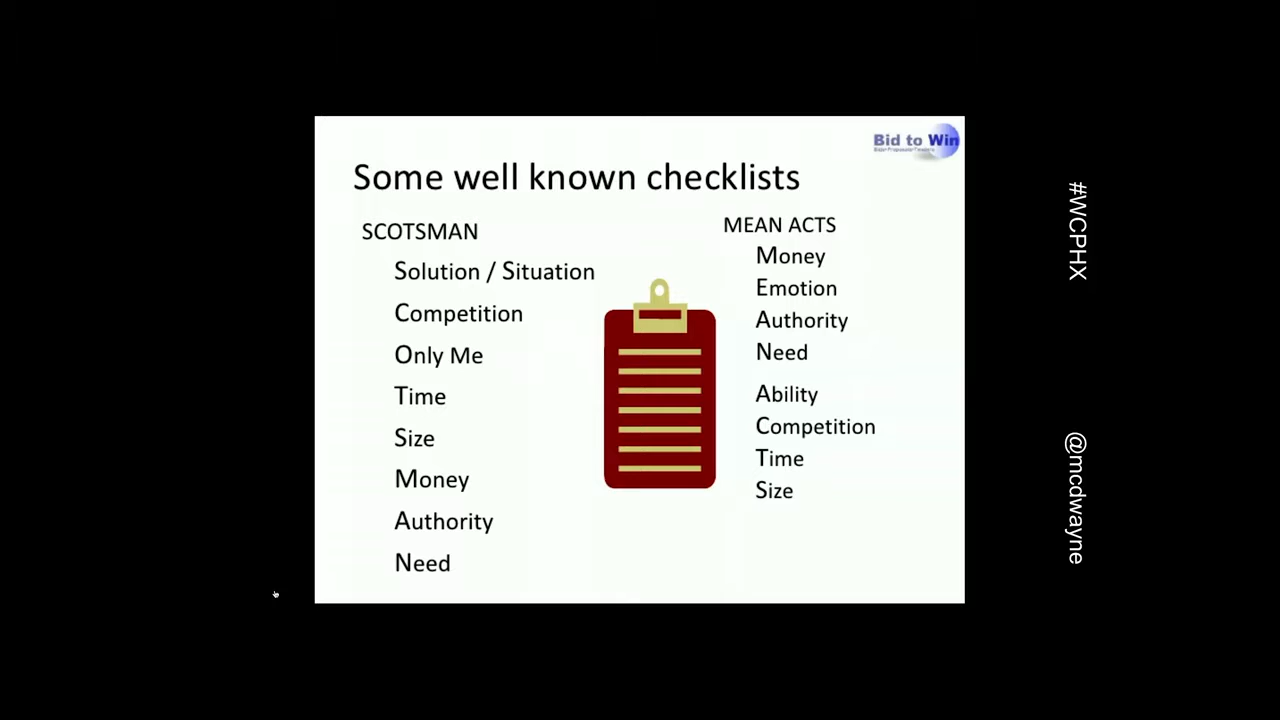 Bid to Win
Some well known checklists
SCOTSMAN
Solution / Situation
Competition
Only Me
Time
Size
Money
Authority
Need
MEAN ACTS
Money
Emotion
Authority
Need
Ability
Competition
Time
Size
#WCPHX
@mcdwayne